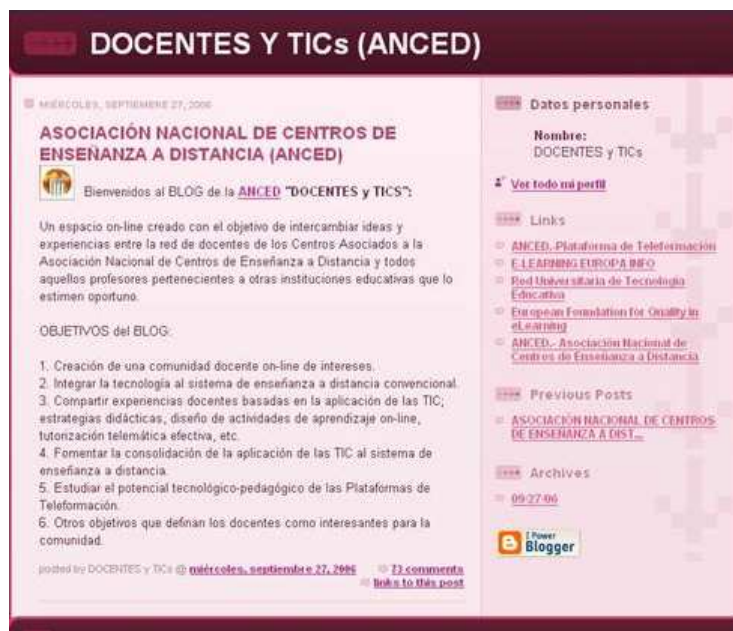 DOCENTES Y TICs (ANCED)
MIÉRCOLES, SEPTIEMBRE 27, 2006
ASOCIACIÓN NACIONAL DE CENTROS DE
ENSEÑANZA A DISTANCIA (ANCED)
Bienvenidos al BLOG de la ANCED "DOCENTES y TICS":
Un espacio on-line creado con el objetivo de intercambiar ideas y
experiencias entre la red de docentes de los Centros Asociados a la
Asociación Nacional de Centros de Enseñanza a Distancia y todos
aquellos profesores pertenecientes a otras instituciones educativas que lo
estimen oportuno.
OBJETIVOS del BLOG:
1. Creación de una comunidad docente on-line de intereses.
2. Integrar la tecnología al sistema de enseñanza a distancia convencional.
3. Compartir experiencias docentes basadas en la aplicación de las TIC;
estrategias didácticas, diseño de actividades de aprendizaje on-line,
tutorización telemática efectiva, etc.
4. Fomentar la consolidación de la aplicación de las TIC al sistema de
enseñanza a distancia.
5. Estudiar el potencial tecnológico-pedagógico de las Plataformas de
Teleformación.
6. Otros objetivos que definan los docentes como interesantes para la
comunidad.
posted by DOCENTES y TICs @ miércoles, septiembre 27, 2006 73 comments
links to this post
Datos personales
Nombre:
DOCENTES y TICs
Ver todo mi perfil
Links
ANCED.-Plataforma de Teleformación
E-LEARNING EUROPA INFO
Red Universitaria de Tecnología
Educativa
European Foundation for Quality in
eLearning
ANCED.- Asociación Nacional de
Centros de Enseñanza a Distancia
Previous Posts
ASOCIACIÓN NACIONAL DE CENTROS
DE ENSEÑANZA A DIST...
Archives
09/27/06
I Power
Blogger